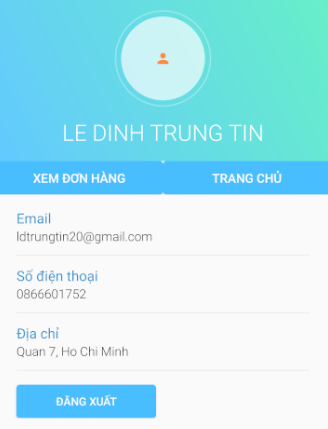 LE DINH TRUNG TIN
XEM ĐƠN HÀNG
TRANG CHỦ
Email
ldtrungtin20@gmail.com
Số điện thoại
0866601752
Địa chỉ
Quan 7, Ho Chi Minh
ĐĂNG XUẤT